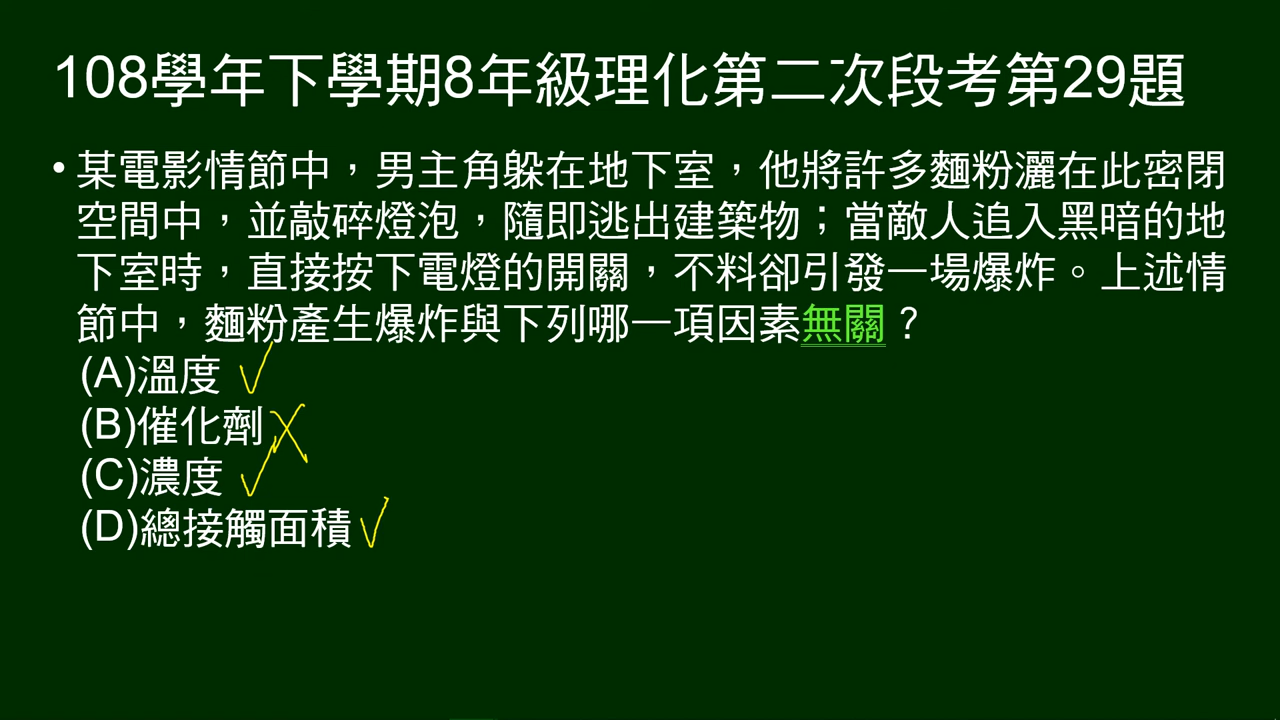 108學年下學期8年級理化第二次段考第29題
• 某電影情節中，男主角躲在地下室，他將許多麵粉灑在此密閉
空間中，並敲碎燈泡，隨即逃出建築物；當敵人追入黑暗的地
下室時，直接按下電燈的開關，不料卻引發一場爆炸。上述情
節中，麵粉產生爆炸與下列哪一項因素無關？
(A)溫度 √
(B)催化劑 ×
(C)濃度 √
(D)總接觸面積 √